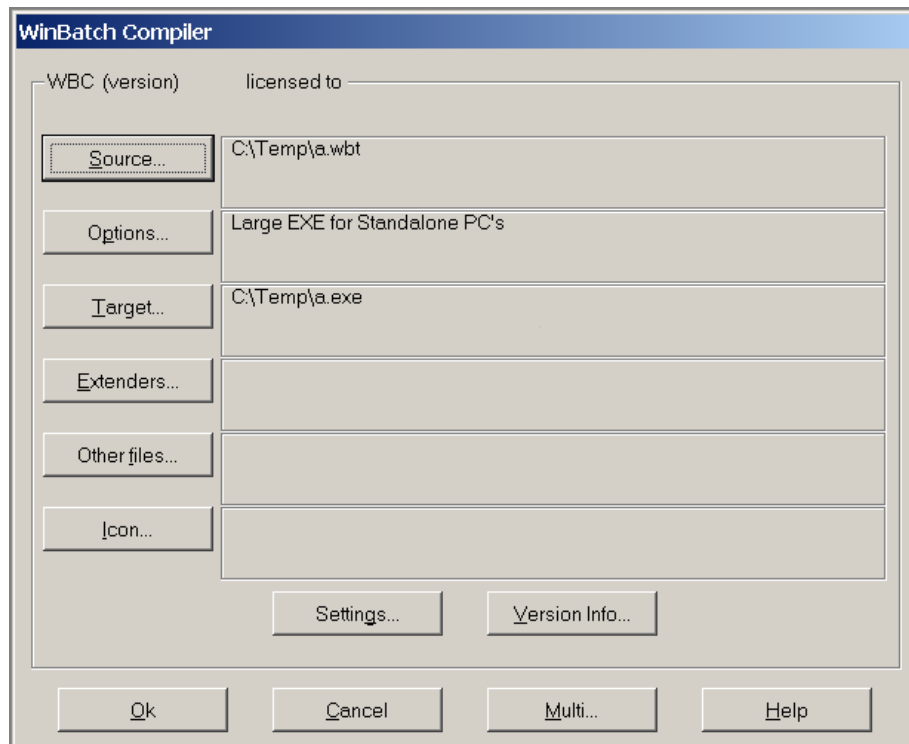 WinBatch Compiler
WBC (version) licensed to
Source... C:\Temp\a.wbt
Options... Large EXE for Standalone PC's
Target... C:\Temp\a.exe
Extenders...
Other files...
Icon...
Settings... Version Info...
Ok Cancel Multi... Help